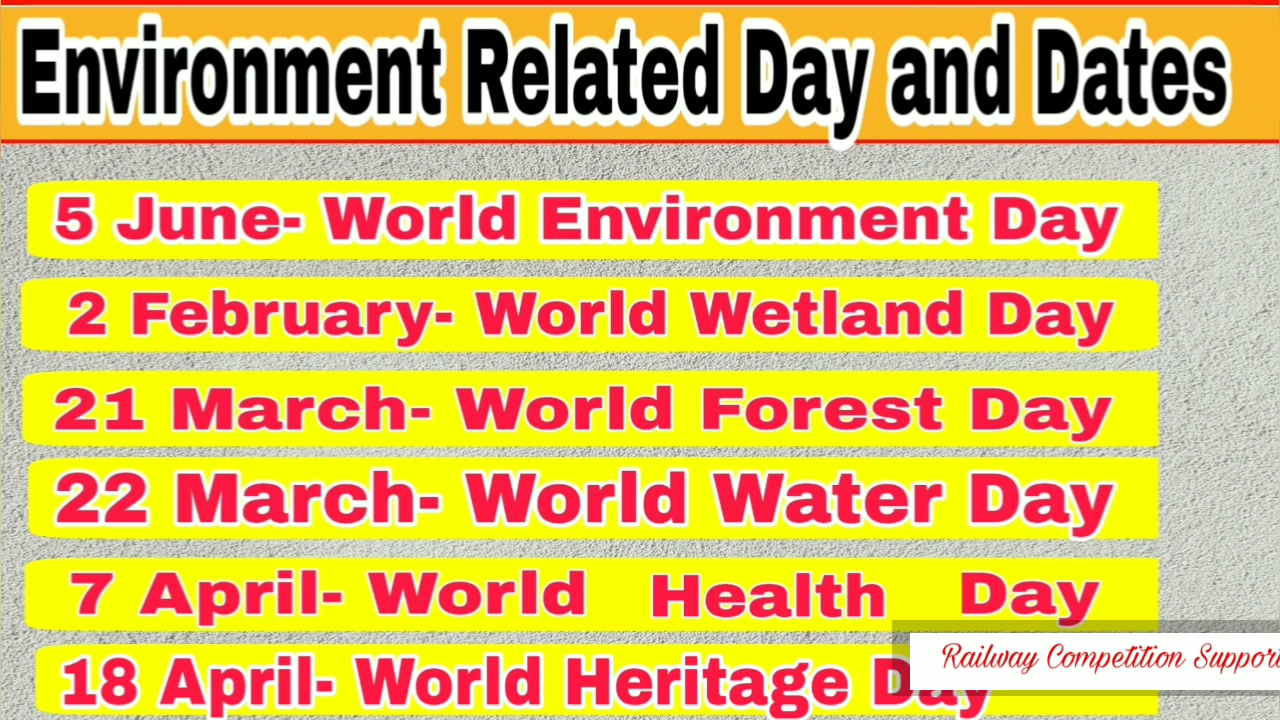 Environment Related Day and Dates
5 June- World Environment Day
2 February- World Wetland Day
21 March- World Forest Day
22 March- World Water Day
7 April- World Health Day
18 April- World Heritage Day
Railway Competition Support